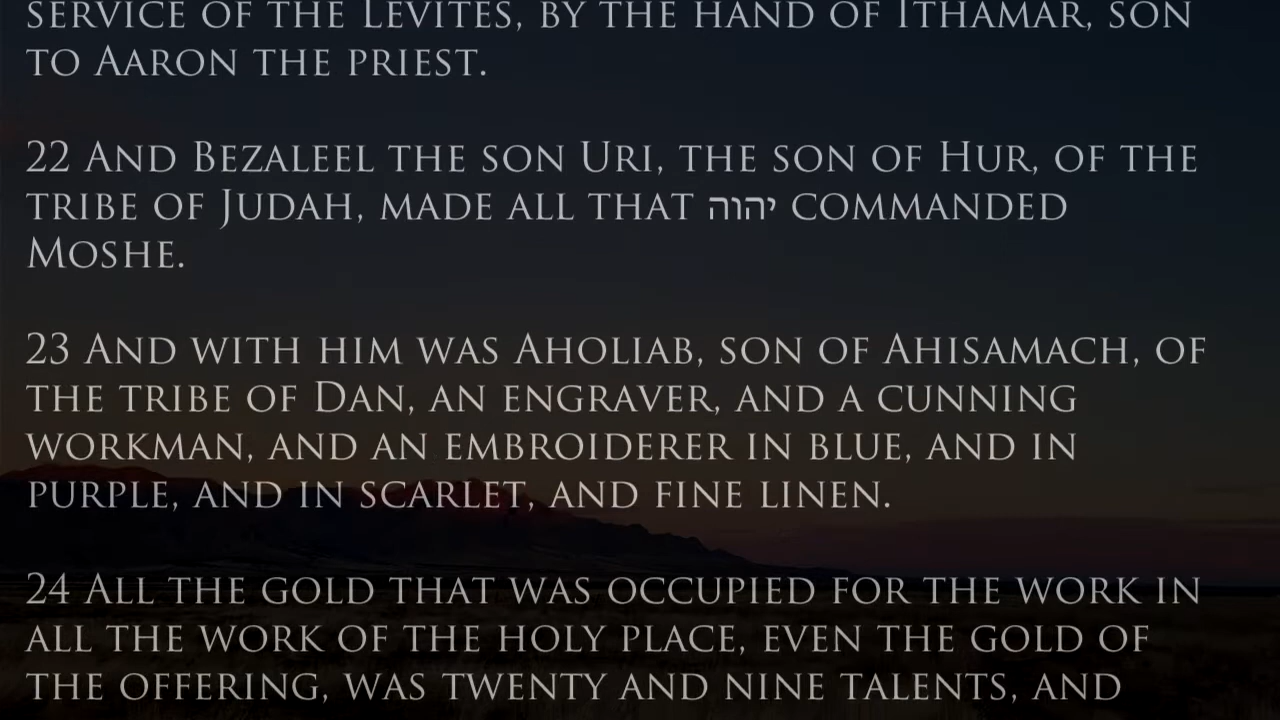 service of the Levites, by the hand of Ithamar, son
to Aaron the priest.
22 And Bezaleel the son Uri, the son of Hur, of the
tribe of Judah, made all that יהוה commanded
Moshe.
23 And with him was Aholiab, son of Ahisamach, of
the tribe of Dan, an engraver, and a cunning
workman, and an embroiderer in blue, and in
purple, and in scarlet, and fine linen.
24 All the gold that was occupied for the work in
all the work of the holy place, even the gold of
the offering, was twenty and nine talents, and